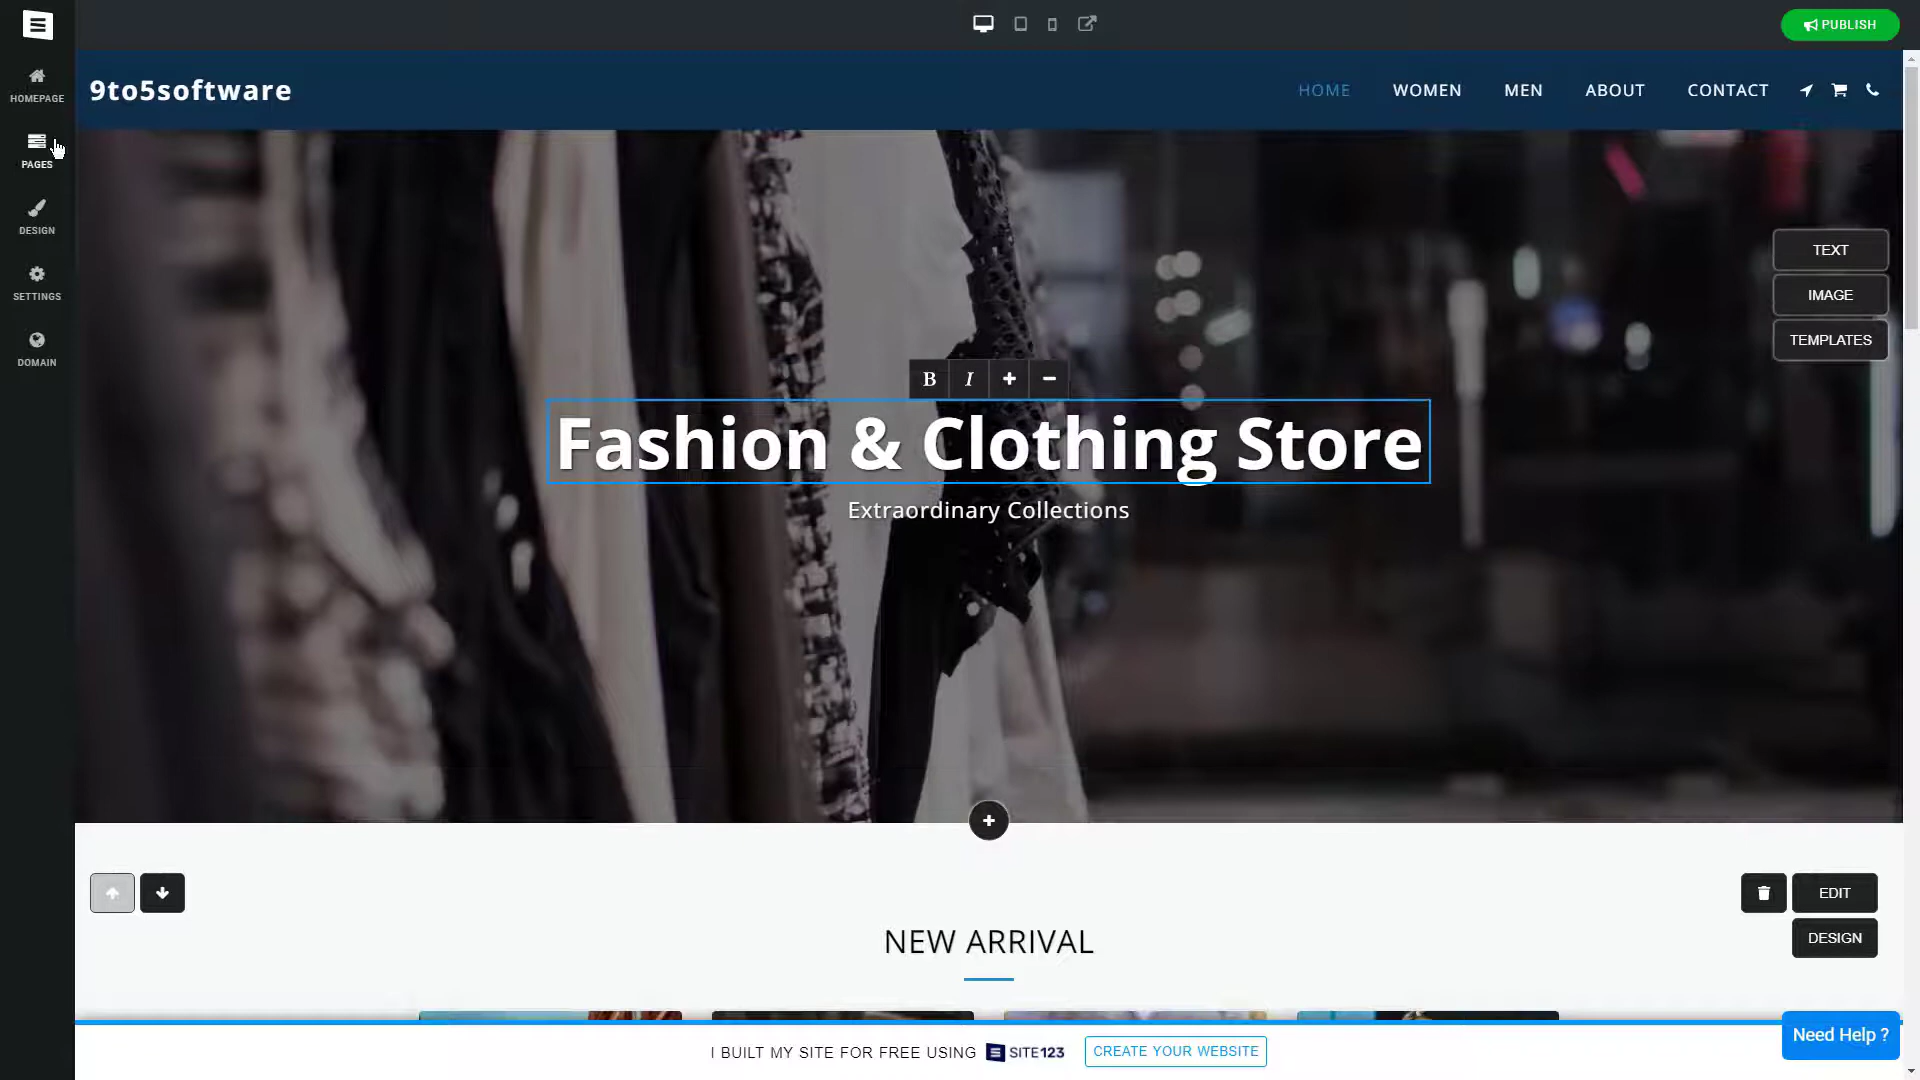 PUBLISH
HOMEPAGE
PAGES
DESIGN
SETTINGS
DOMAIN
9to5software
HOME WOMEN MEN ABOUT CONTACT
TEXT
IMAGE
TEMPLATES
B I
Fashion & Clothing Store
Extraordinary Collections
EDIT
DESIGN
NEW ARRIVAL
I BUILT MY SITE FOR FREE USING SITE123 CREATE YOUR WEBSITE
Need Help ?